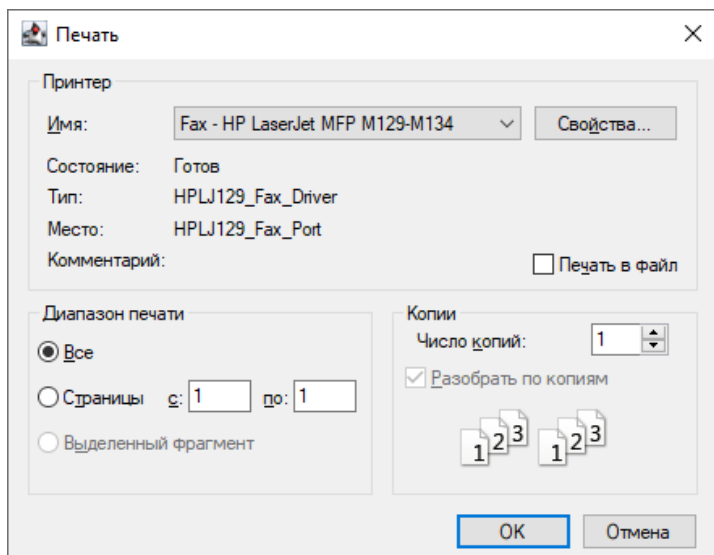 Печать
Принтер
Имя: Fax - HP LaserJet MFP M129-M134 Свойства...
Состояние: Готов
Тип: HPLJ129_Fax_Driver
Место: HPLJ129_Fax_Port
Комментарий: Печать в файл
Диапазон печати
Все
Страницы с: 1 по: 1
Выделенный фрагмент
Копии
Число копий: 1
Разобрать по копиям
1 2 3 1 2 3
OK Отмена